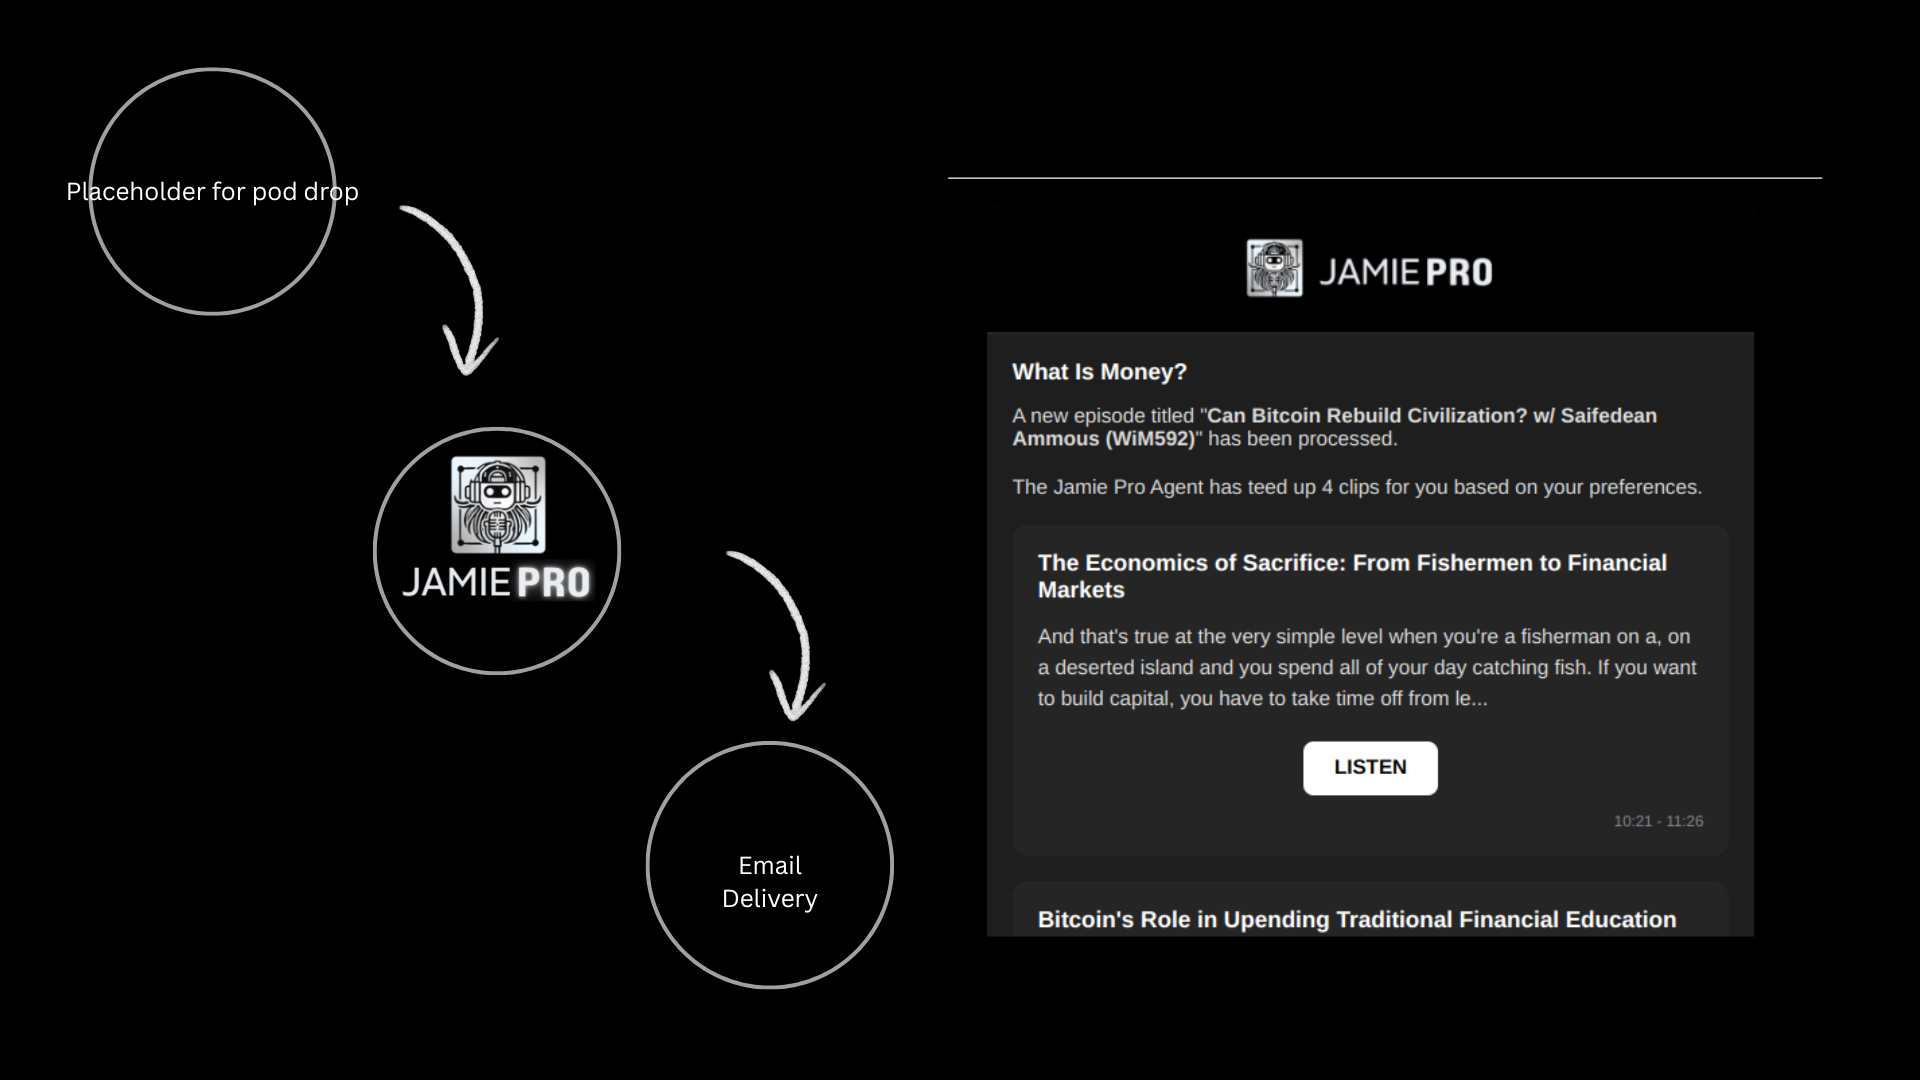 Placeholder for pod drop
JAMIE PRO
Email
Delivery
JAMIE PRO
What Is Money?
A new episode titled "Can Bitcoin Rebuild Civilization? w/ Saifedean
Ammous (WiM592)" has been processed.
The Jamie Pro Agent has teed up 4 clips for you based on your preferences.
The Economics of Sacrifice: From Fishermen to Financial
Markets
And that's true at the very simple level when you're a fisherman on a, on
a deserted island and you spend all of your day catching fish. If you want
to build capital, you have to take time off from le...
LISTEN
10:21 - 11:26
Bitcoin's Role in Upending Traditional Financial Education